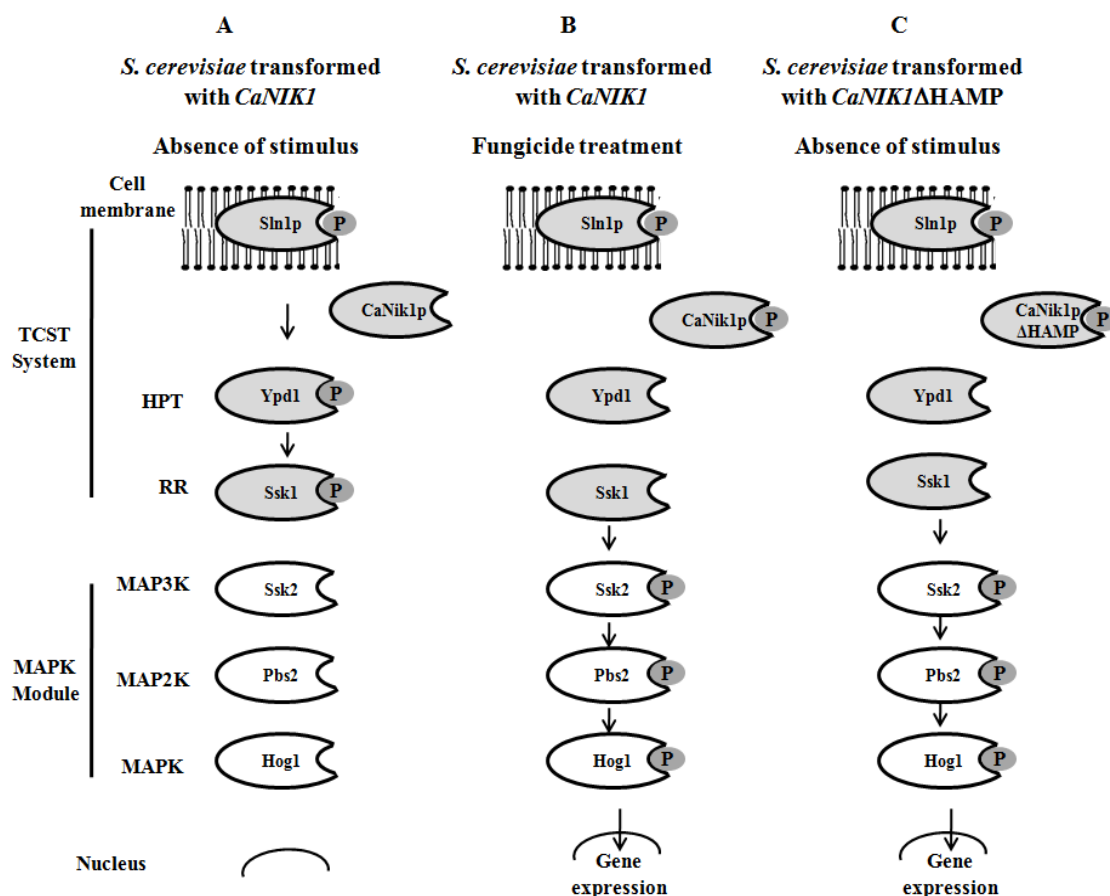 A
B
C
S. cerevisiae transformed
with CaNIK1
S. cerevisiae transformed
with CaNIK1
S. cerevisiae transformed
with CaNIK1ΔHAMP
Absence of stimulus
Fungicide treatment
Absence of stimulus
Cell
membrane
Sln1p
P
Sln1p
P
Sln1p
P
TCST
System
CaNik1p
CaNik1p
P
CaNik1p
ΔHAMP
P
HPT
Ypd1
P
Ypd1
Ypd1
RR
Ssk1
P
Ssk1
Ssk1
MAPK
Module
MAP3K
Ssk2
Ssk2
P
Ssk2
P
MAP2K
Pbs2
Pbs2
P
Pbs2
P
MAPK
Hog1
Hog1
P
Hog1
P
Nucleus
Gene
expression
Gene
expression